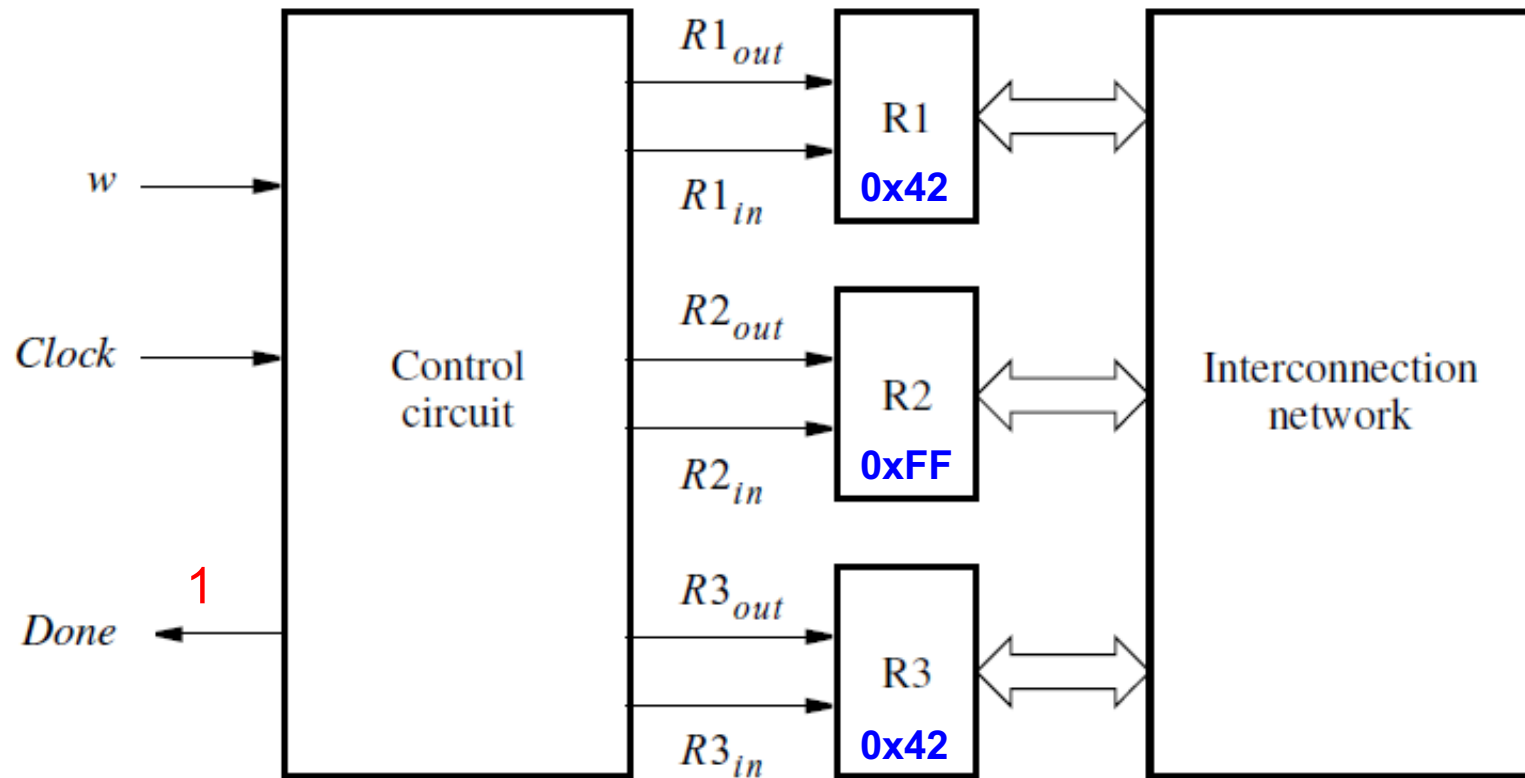 R1out
R1
w
0x42
R1in
R2out
Clock
Control
circuit
R2
Interconnection
network
0xFF
R2in
1
R3out
Done
R3
0x42
R3in